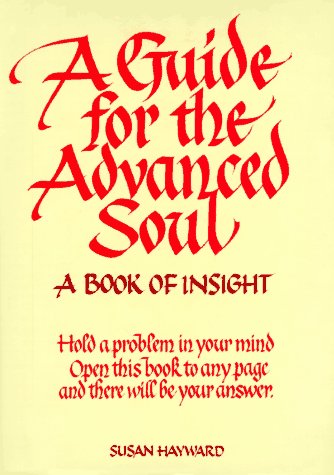 A Guide
for the
Advanced
Soul
A BOOK OF INSIGHT
Hold a problem in your mind
Open this book to any page
and there will be your answer.
SUSAN HAYWARD